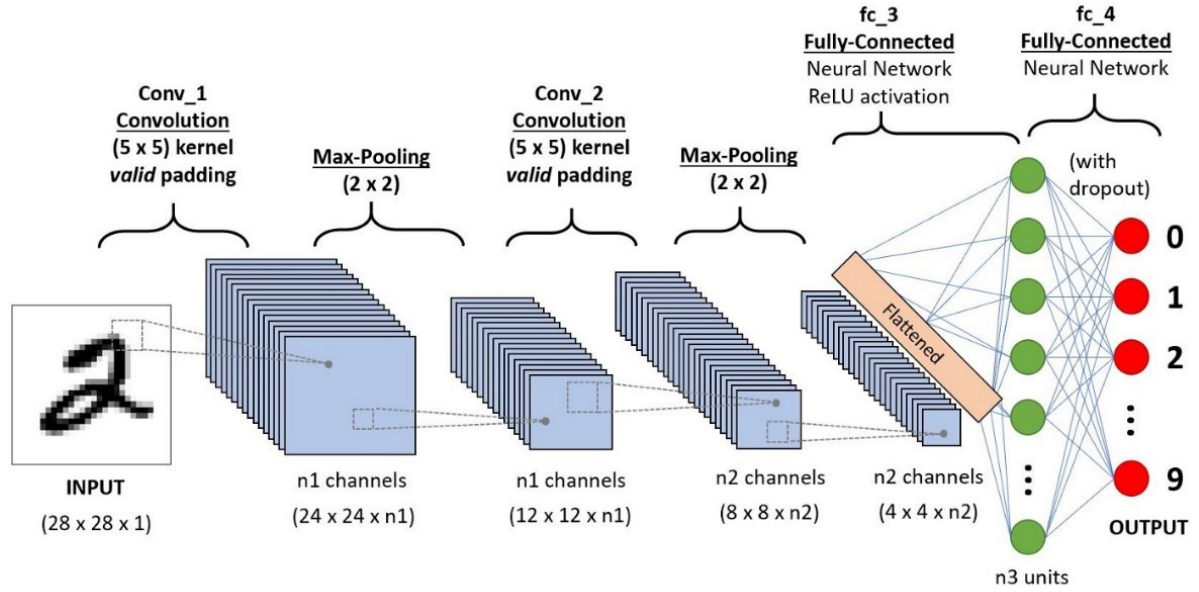 Conv_1
Convolution
(5 x 5) kernel
valid padding
Max-Pooling
(2 x 2)
Conv_2
Convolution
(5 x 5) kernel
valid padding
Max-Pooling
(2 x 2)
fc_3
Fully-Connected
Neural Network
ReLU activation
fc_4
Fully-Connected
Neural Network
(with
dropout)
2
INPUT
(28 x 28 x 1)
n1 channels
(24 x 24 x n1)
n1 channels
(12 x 12 x n1)
n2 channels
(8 x 8 x n2)
n2 channels
(4 x 4 x n2)
Flattened
n3 units
0
1
2
9
OUTPUT